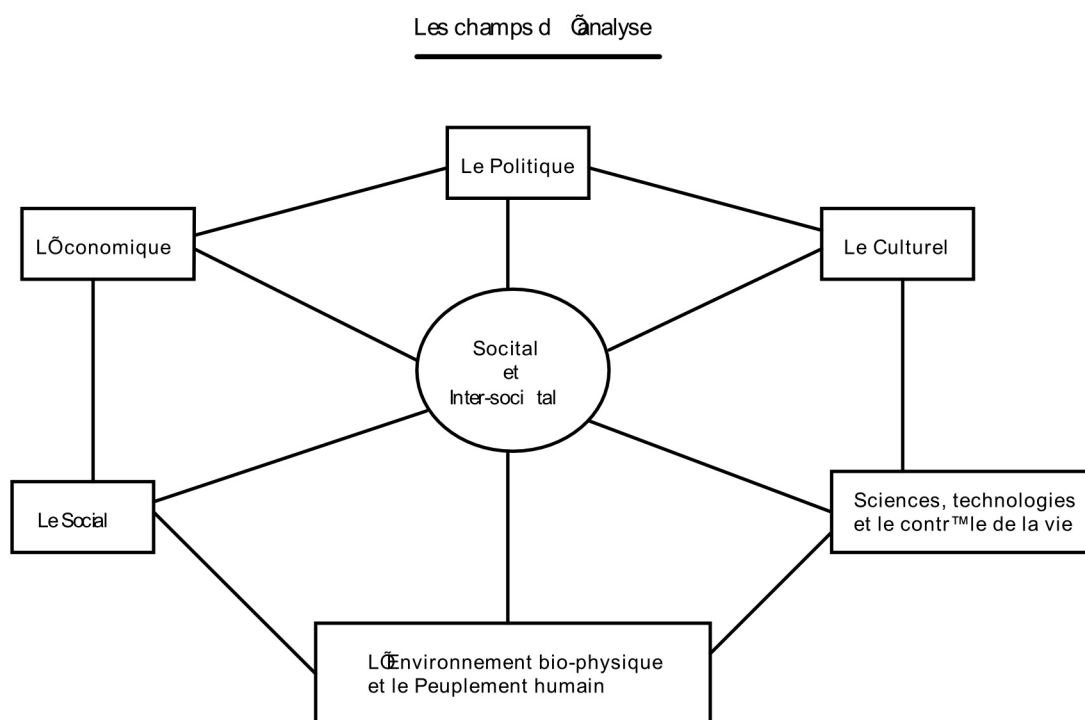 Les champs d Õanalyse
Le Politique
LÕconomique
Le Culturel
Socital
et
Inter-soci tal
Le Social
Sciences, technologies
et le contr™le de la vie
LÕEnvironnement bio-physique
et le Peuplement humain